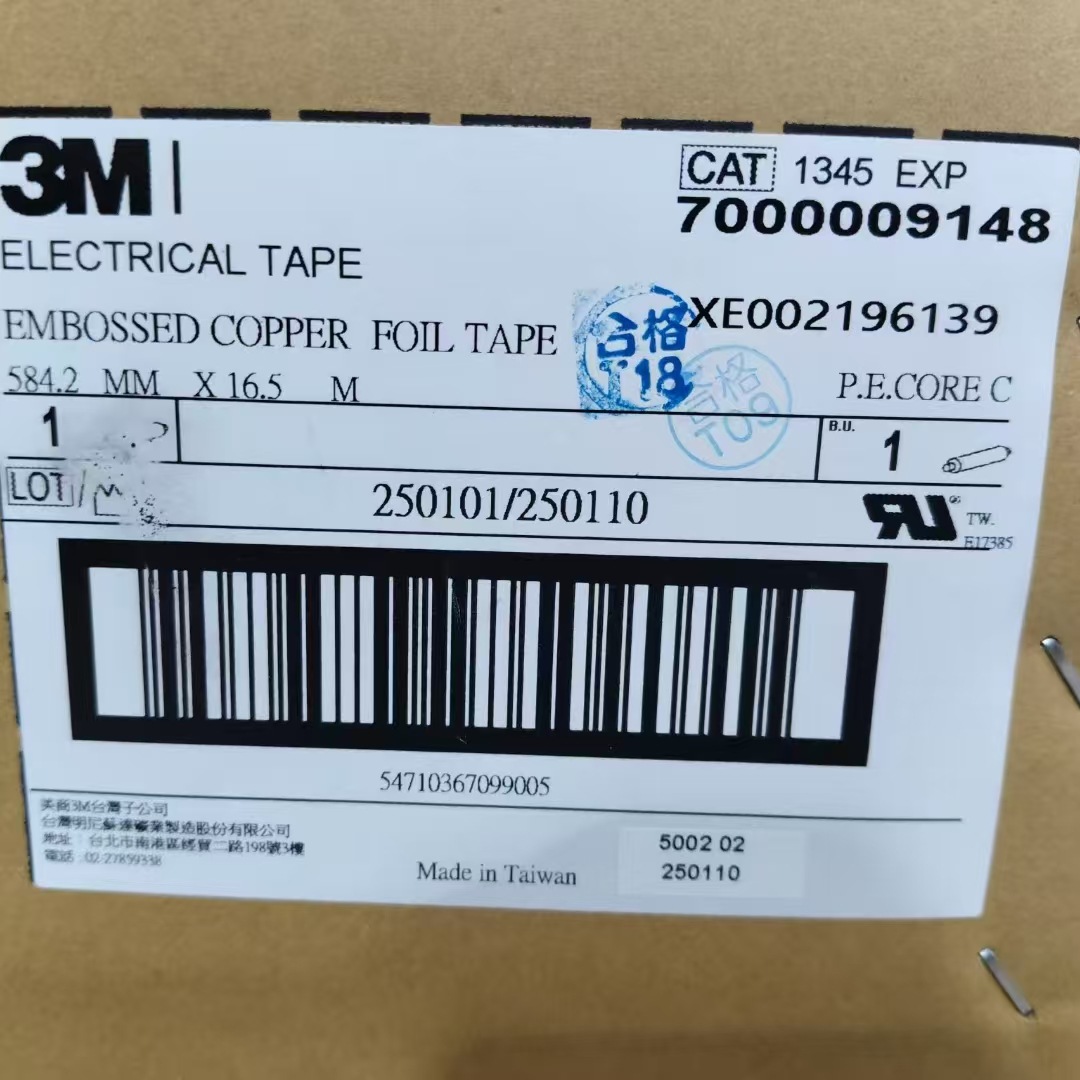 3M
CAT 1345 EXP
7000009148
ELECTRICAL TAPE
XE002196139
EMBOSSED COPPER FOIL TAPE
合格
T18
合格
T09
584.2 MM X 16.5 M
P.E.CORE C
1
B.U. 1
LOT/
250101/250110
RU
TW.
E17385
54710367099005
美商3M台灣子公司
台灣明尼蘇達礦業製造股份有限公司
地址：台北市南港區經貿二路198號3樓
電話：02-27859338
Made in Taiwan
5002 02
250110